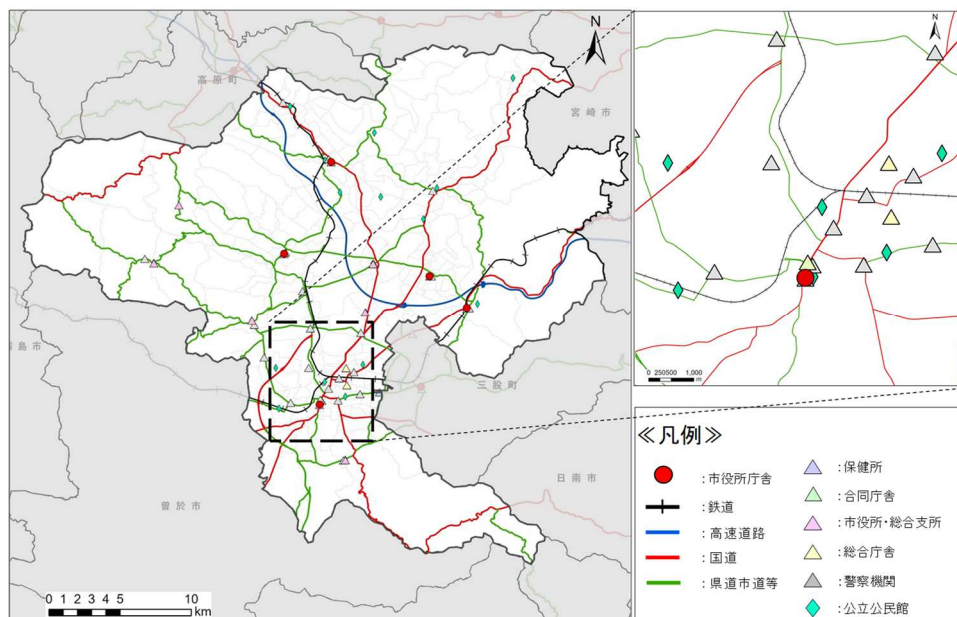 N
高原町
宮崎市
三股町
日南市
曽於市
島市
0 1 2 3 4 5 10
km
N
0 250500 1,000
m
≪凡例≫
:市役所庁舎
:鉄道
:高速道路
:国道
:県道市道等
:保健所
:合同庁舎
:市役所・総合支所
:総合庁舎
:警察機関
:公立公民館